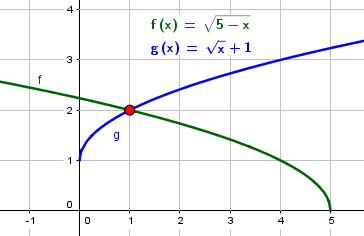 4
f (x) = √5 − x
g (x) = √x + 1
3
f
2
g
1
0
-1 0 1 2 3 4 5